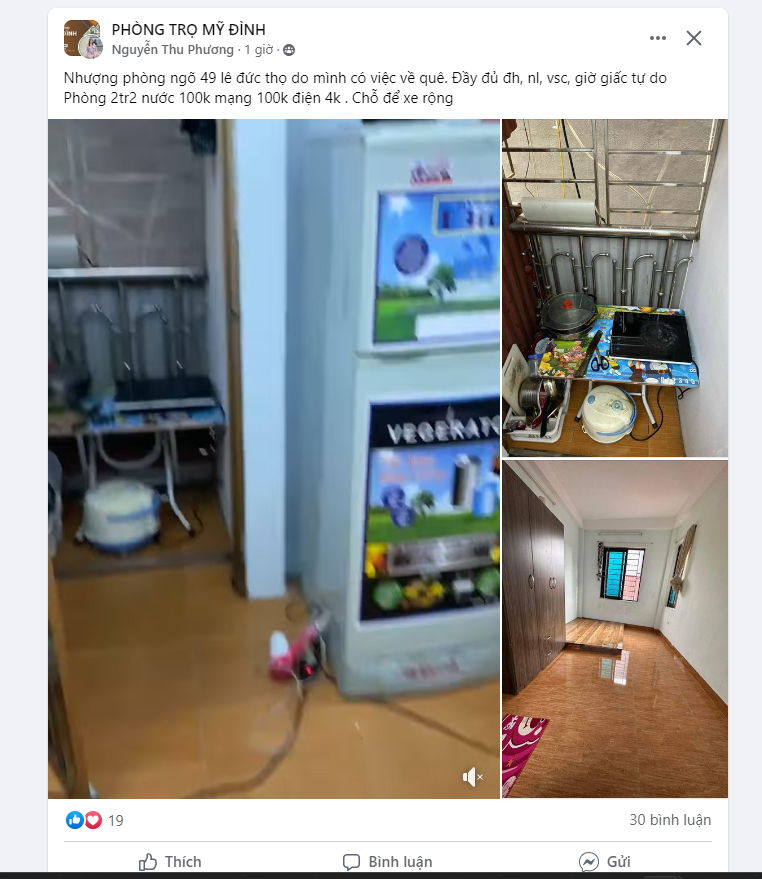 PHÒNG TRỌ MỸ ĐÌNH
Nguyễn Thu Phương · 1 giờ ·
Nhượng phòng ngõ 49 lê đức thọ do mình có việc về quê. Đầy đủ đh, nl, vsc, giờ giấc tự do
Phòng 2tr2 nước 100k mạng 100k điện 4k . Chỗ để xe rộng
VEGEKATO
19
30 bình luận
Thích
Bình luận
Gửi